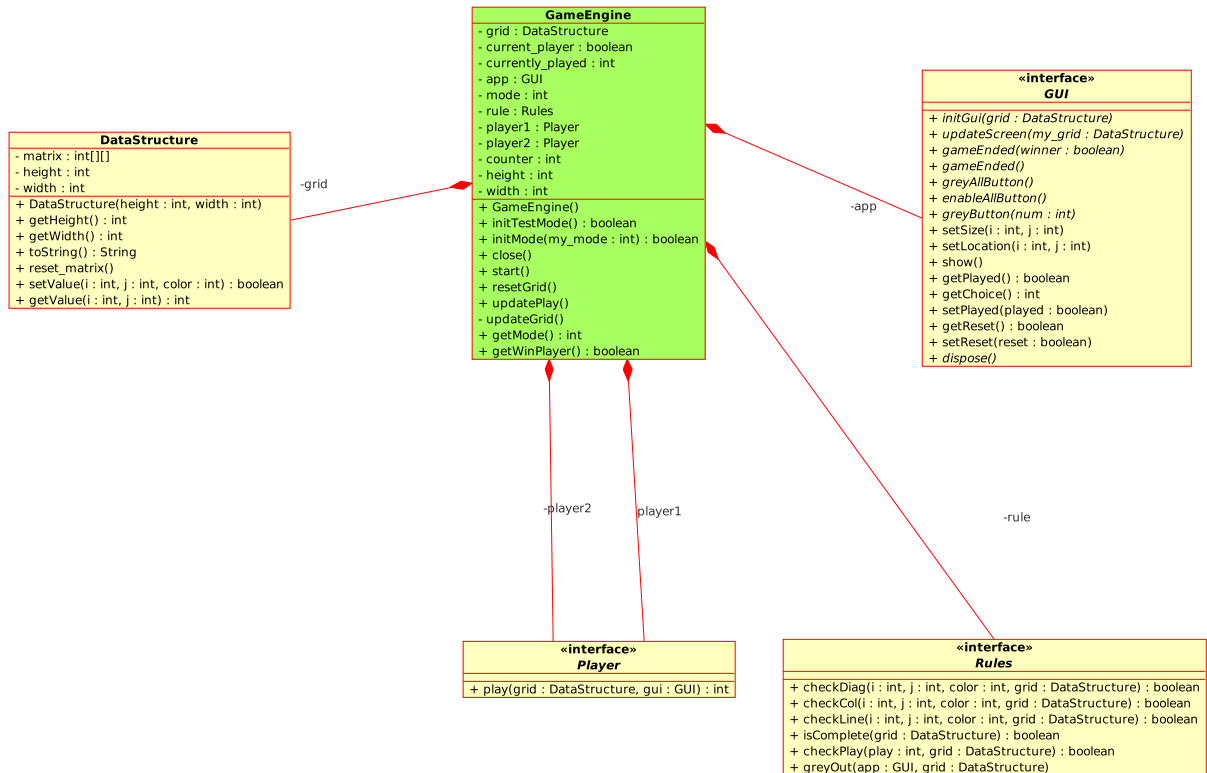 GameEngine
- grid : DataStructure
- current_player : boolean
- currently_played : int
- app : GUI
- mode : int
- rule : Rules
- player1 : Player
- player2 : Player
- counter : int
- height : int
- width : int
+ GameEngine()
+ initTestMode() : boolean
+ initMode(my_mode : int) : boolean
+ close()
+ start()
+ resetGrid()
+ updatePlay()
- updateGrid()
+ getMode() : int
+ getWinPlayer() : boolean
DataStructure
- matrix : int[][]
- height : int
- width : int
+ DataStructure(height : int, width : int)
+ getHeight() : int
+ getWidth() : int
+ toString() : String
+ reset_matrix()
+ setValue(i : int, j : int, color : int) : boolean
+ getValue(i : int, j : int) : int
-grid
«interface»
GUI
+ initGui(grid : DataStructure)
+ updateScreen(my_grid : DataStructure)
+ gameEnded(winner : boolean)
+ gameEnded()
+ greyAllButton()
+ enableAllButton()
+ greyButton(num : int)
+ setSize(i : int, j : int)
+ setLocation(i : int, j : int)
+ show()
+ getPlayed() : boolean
+ getChoice() : int
+ setPlayed(played : boolean)
+ getReset() : boolean
+ setReset(reset : boolean)
+ dispose()
-app
-player2
player1
-rule
«interface»
Player
+ play(grid : DataStructure, gui : GUI) : int
«interface»
Rules
+ checkDiag(i : int, j : int, color : int, grid : DataStructure) : boolean
+ checkCol(i : int, j : int, color : int, grid : DataStructure) : boolean
+ checkLine(i : int, j : int, color : int, grid : DataStructure) : boolean
+ isComplete(grid : DataStructure) : boolean
+ checkPlay(play : int, grid : DataStructure) : boolean
+ greyOut(app : GUI, grid : DataStructure)